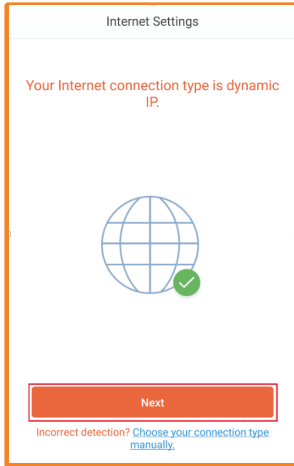 Internet Settings
Your Internet connection type is dynamic
IP.
Next
Incorrect detection? Choose your connection type
manually.